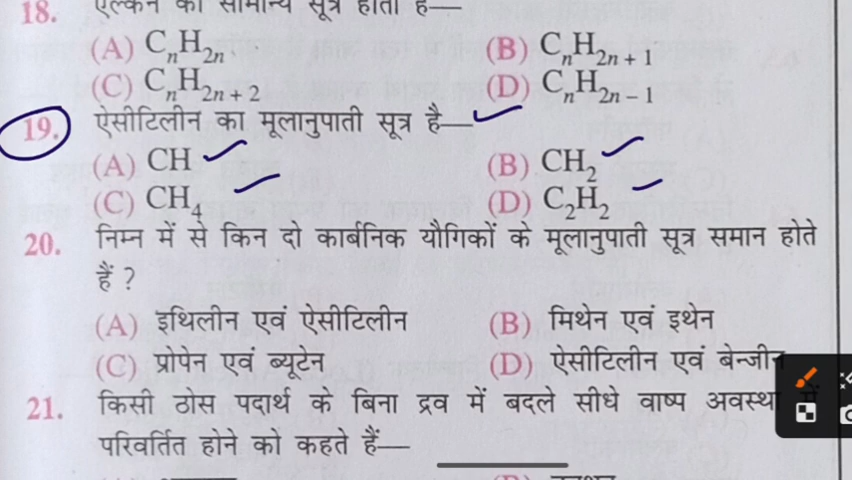 18. एल्केन का सामान्य सूत्र होता है—
(A) CₙH₂ₙ (B) CₙH₂ₙ₊₁
(C) CₙH₂ₙ₊₂ (D) CₙH₂ₙ₋₁
19. ऐसीटिलीन का मूलानुपाती सूत्र है—
(A) CH (B) CH₂
(C) CH₄ (D) C₂H₂
20. निम्न में से किन दो कार्बनिक यौगिकों के मूलानुपाती सूत्र समान होते
हैं ?
(A) इथिलीन एवं ऐसीटिलीन (B) मिथेन एवं इथेन
(C) प्रोपेन एवं ब्यूटेन (D) ऐसीटिलीन एवं बेन्जीन
21. किसी ठोस पदार्थ के बिना द्रव में बदले सीधे वाष्प अवस्था में
परिवर्तित होने को कहते हैं—